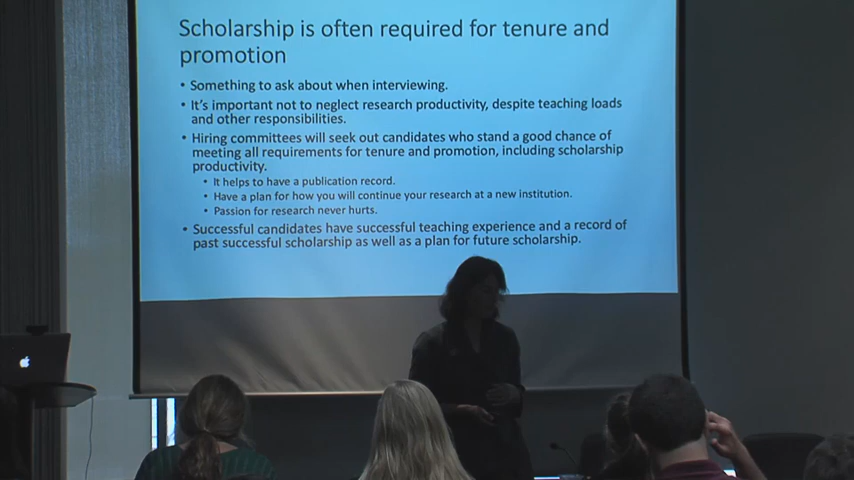 Scholarship is often required for tenure and
promotion
• Something to ask about when interviewing.
• It's important not to neglect research productivity, despite teaching loads
and other responsibilities.
• Hiring committees will seek out candidates who stand a good chance of
meeting all requirements for tenure and promotion, including scholarship
productivity.
• It helps to have a publication record.
• Have a plan for how you will continue your research at a new institution.
• Passion for research never hurts.
• Successful candidates have successful teaching experience and a record of
past successful scholarship as well as a plan for future scholarship.